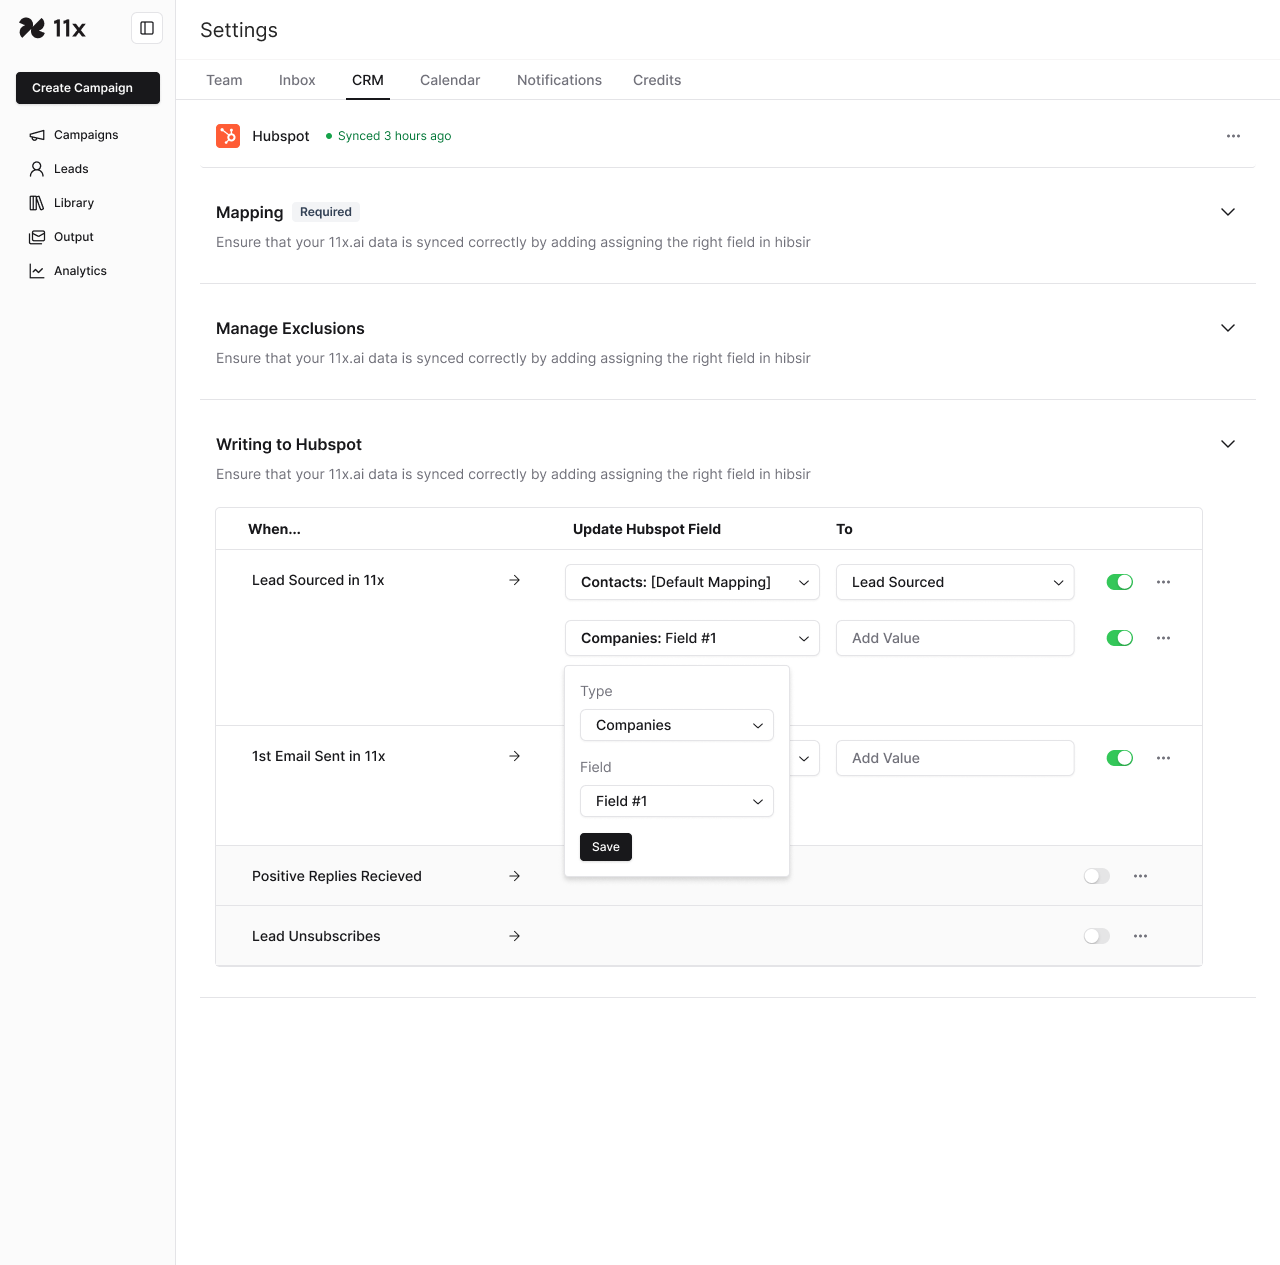 11x
Settings
Create Campaign
Campaigns
Leads
Library
Output
Analytics
Team Inbox CRM Calendar Notifications Credits
Hubspot Synced 3 hours ago
Mapping Required
Ensure that your 11x.ai data is synced correctly by adding assigning the right field in hibsir
Manage Exclusions
Ensure that your 11x.ai data is synced correctly by adding assigning the right field in hibsir
Writing to Hubspot
Ensure that your 11x.ai data is synced correctly by adding assigning the right field in hibsir
When... Update Hubspot Field To
Lead Sourced in 11x Contacts: [Default Mapping] Lead Sourced
Companies: Field #1 Add Value
Type
Companies
1st Email Sent in 11x Add Value
Field
Field #1
Save
Positive Replies Recieved
Lead Unsubscribes